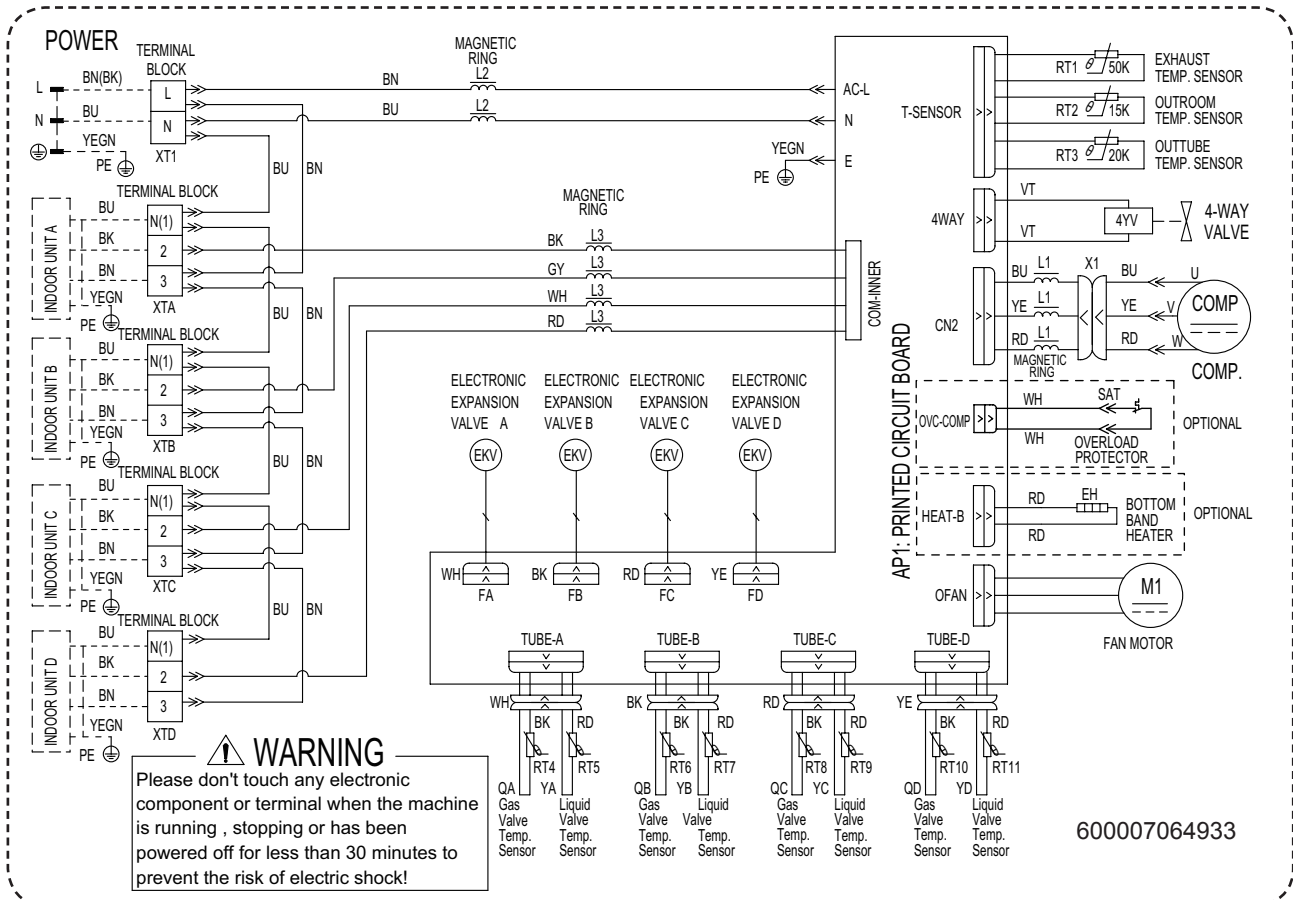 POWER
TERMINAL
BLOCK
L
BN(BK)
L
N
BU
N
YEGN
PE
XT1
BN
MAGNETIC
RING
L2
BU
L2
AC-L
N
YEGN
E
PE
BU
BN
TERMINAL BLOCK
INDOOR UNIT A
BU
N(1)
BK
2
BN
3
YEGN
PE
XTA
MAGNETIC
RING
BK
L3
GY
L3
WH
L3
RD
L3
COM-INNER
BU
BN
TERMINAL BLOCK
INDOOR UNIT B
BU
N(1)
BK
2
BN
3
YEGN
PE
XTB
BU
BN
TERMINAL BLOCK
INDOOR UNIT C
BU
N(1)
BK
2
BN
3
YEGN
PE
XTC
BU
BN
TERMINAL BLOCK
INDOOR UNIT D
BU
N(1)
BK
2
BN
3
YEGN
PE
XTD
ELECTRONIC
EXPANSION
VALVE A
EKV
WH
FA
ELECTRONIC
EXPANSION
VALVE B
EKV
BK
FB
ELECTRONIC
EXPANSION
VALVE C
EKV
RD
FC
ELECTRONIC
EXPANSION
VALVE D
EKV
YE
FD
AP1: PRINTED CIRCUIT BOARD
T-SENSOR
RT1
θ
50K
EXHAUST
TEMP. SENSOR
RT2
θ
15K
OUTROOM
TEMP. SENSOR
RT3
θ
20K
OUTTUBE
TEMP. SENSOR
4WAY
VT
VT
4YV
4-WAY
VALVE
CN2
BU
L1
X1
BU
U
YE
L1
YE
V
RD
L1
RD
W
MAGNETIC
RING
COMP
COMP.
OVC-COMP
WH
SAT
WH
OVERLOAD
PROTECTOR
OPTIONAL
HEAT-B
RD
EH
RD
BOTTOM
BAND
HEATER
OPTIONAL
OFAN
M1
FAN MOTOR
TUBE-A
WH
BK
RD
RT4
RT5
QA
YA
Gas
Valve
Temp.
Sensor
Liquid
Valve
Temp.
Sensor
TUBE-B
BK
BK
RD
RT6
RT7
QB
YB
Gas
Valve
Temp.
Sensor
Liquid
Valve
Temp.
Sensor
TUBE-C
RD
BK
RD
RT8
RT9
QC
YC
Gas
Valve
Temp.
Sensor
Liquid
Valve
Temp.
Sensor
TUBE-D
YE
BK
RD
RT10
RT11
QD
YD
Gas
Valve
Temp.
Sensor
Liquid
Valve
Temp.
Sensor
WARNING
Please don't touch any electronic
component or terminal when the machine
is running , stopping or has been
powered off for less than 30 minutes to
prevent the risk of electric shock!
600007064933